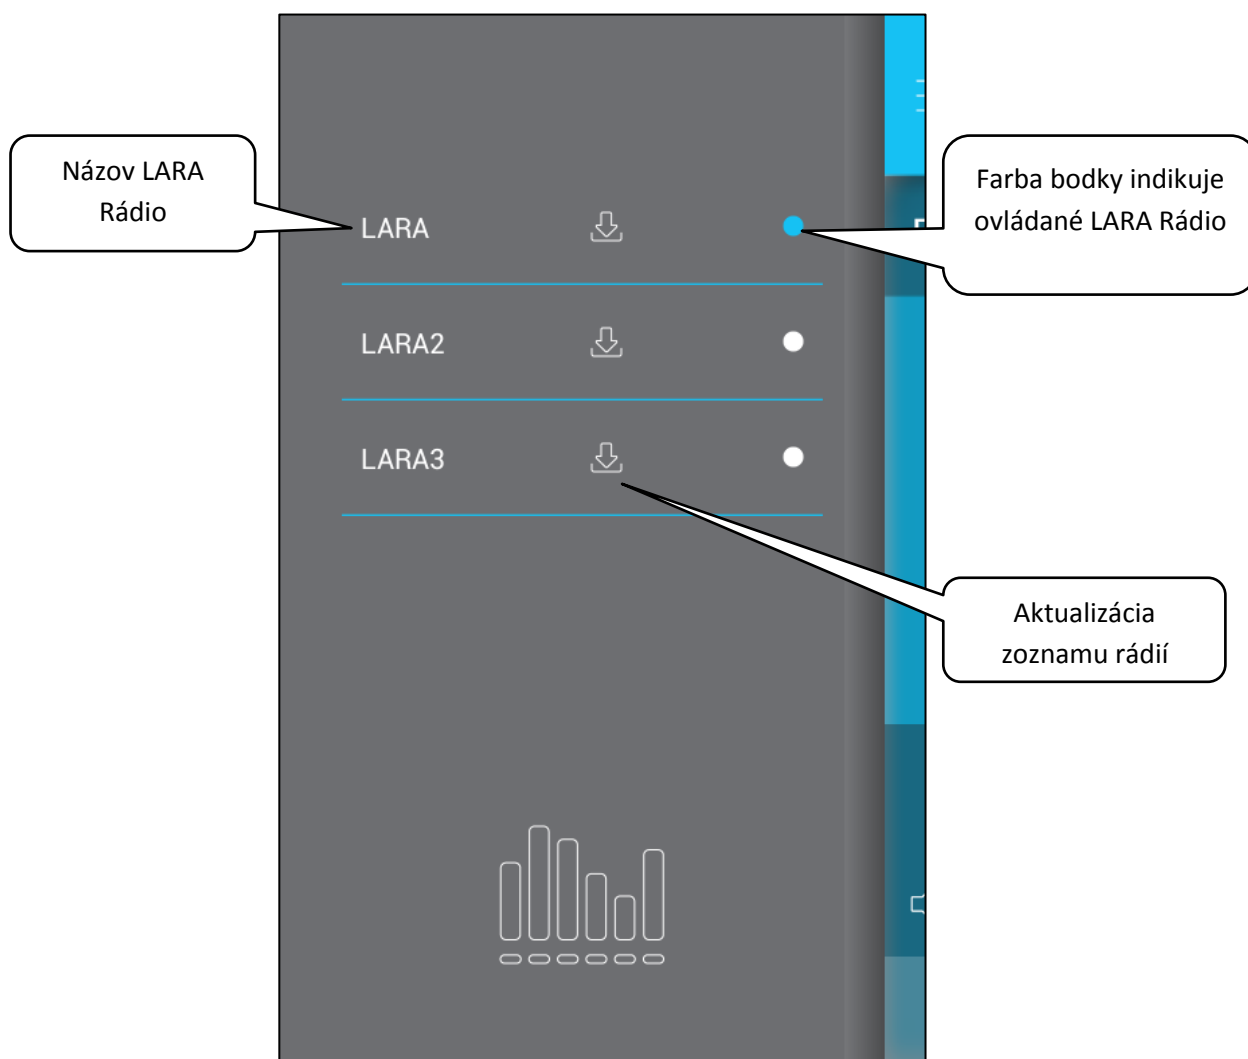 Názov LARA
Rádio
Farba bodky indikuje
ovládané LARA Rádio
LARA
LARA2
LARA3
Aktualizácia
zoznamu rádií